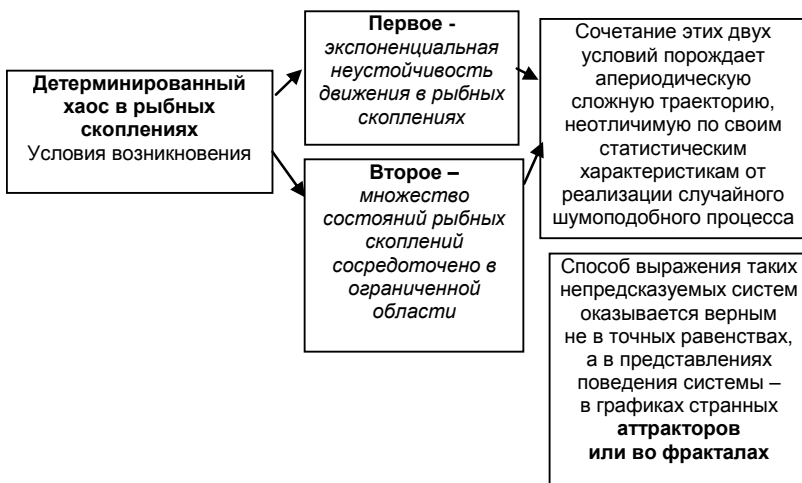 Детерминированный
хаос в рыбных
скоплениях
Условия возникновения
Первое -
экспоненциальная
неустойчивость
движения в рыбных
скоплениях
Второе –
множество
состояний рыбных
скоплений
сосредоточено в
ограниченной
области
Сочетание этих двух
условий порождает
апериодическую
сложную траекторию,
неотличимую по своим
статистическим
характеристикам от
реализации случайного
шумоподобного процесса
Способ выражения таких
непредсказуемых систем
оказывается верным
не в точных равенствах,
а в представлениях
поведения системы –
в графиках странных
аттракторов
или во фракталах